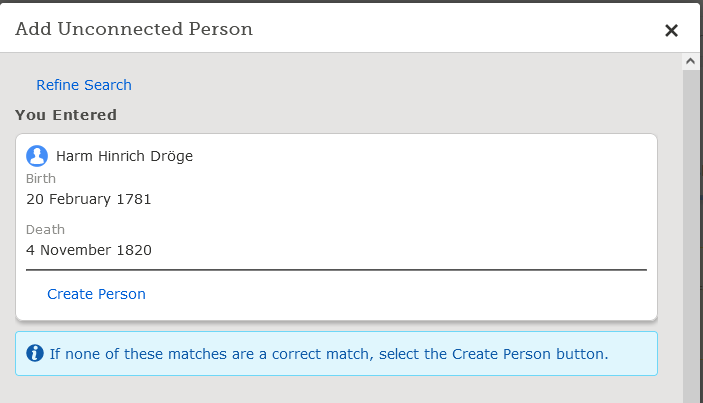 Add Unconnected Person
Refine Search
You Entered
Harm Hinrich Dröge
Birth
20 February 1781
Death
4 November 1820
Create Person
If none of these matches are a correct match, select the Create Person button.